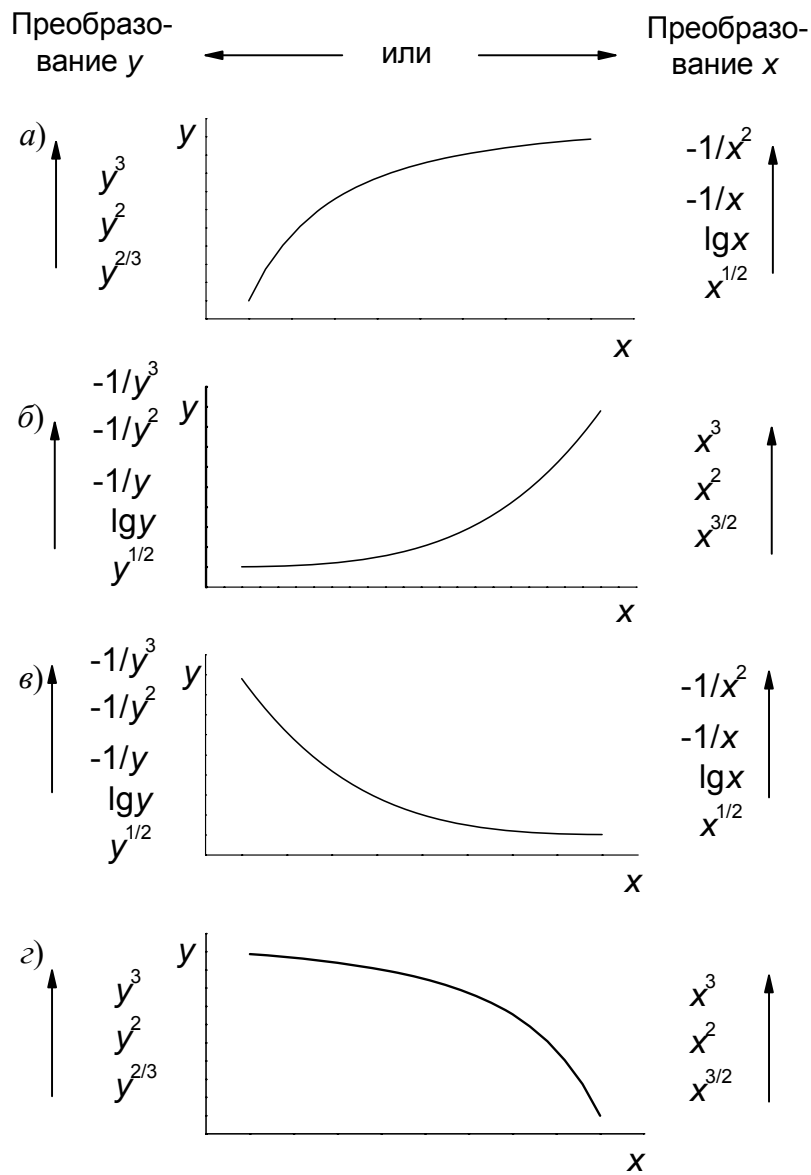 Преобразо-
вание y
или
Преобразо-
вание x
а)
y³
y²
y²/³
y
x
-1/x²
-1/x
lgx
x¹/²
б)
-1/y³
-1/y²
-1/y
lgy
y¹/²
y
x
x³
x²
x³/²
в)
-1/y³
-1/y²
-1/y
lgy
y¹/²
y
x
-1/x²
-1/x
lgx
x¹/²
г)
y³
y²
y²/³
y
x
x³
x²
x³/²